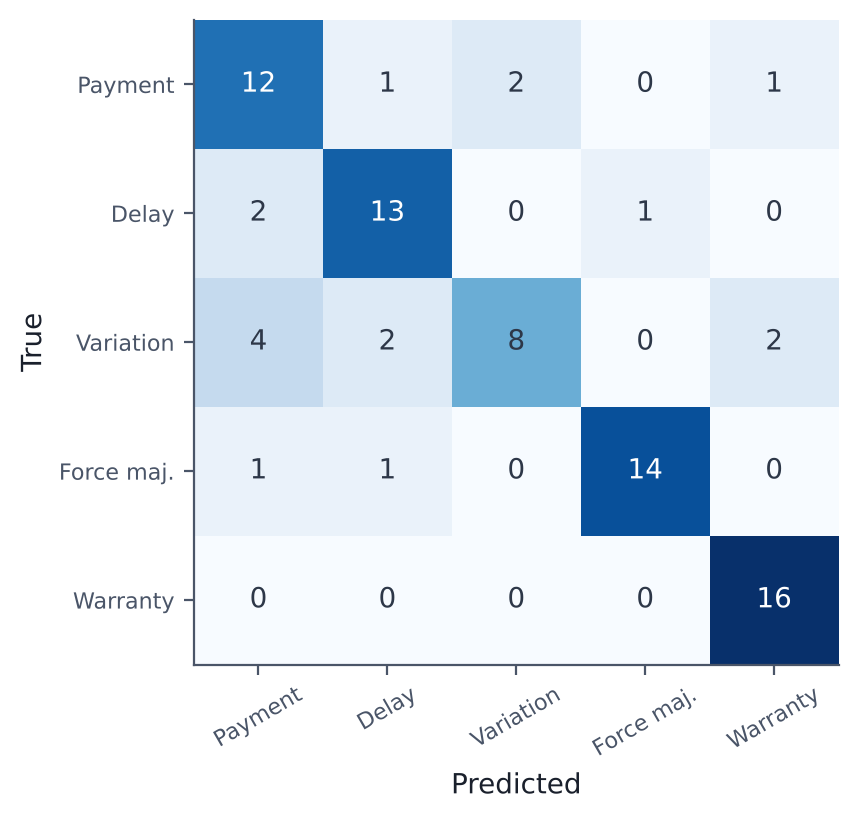 Payment 12 1 2 0 1
Delay 2 13 0 1 0
Variation 4 2 8 0 2
Force maj. 1 1 0 14 0
Warranty 0 0 0 0 16
True
Payment Delay Variation Force maj. Warranty
Predicted